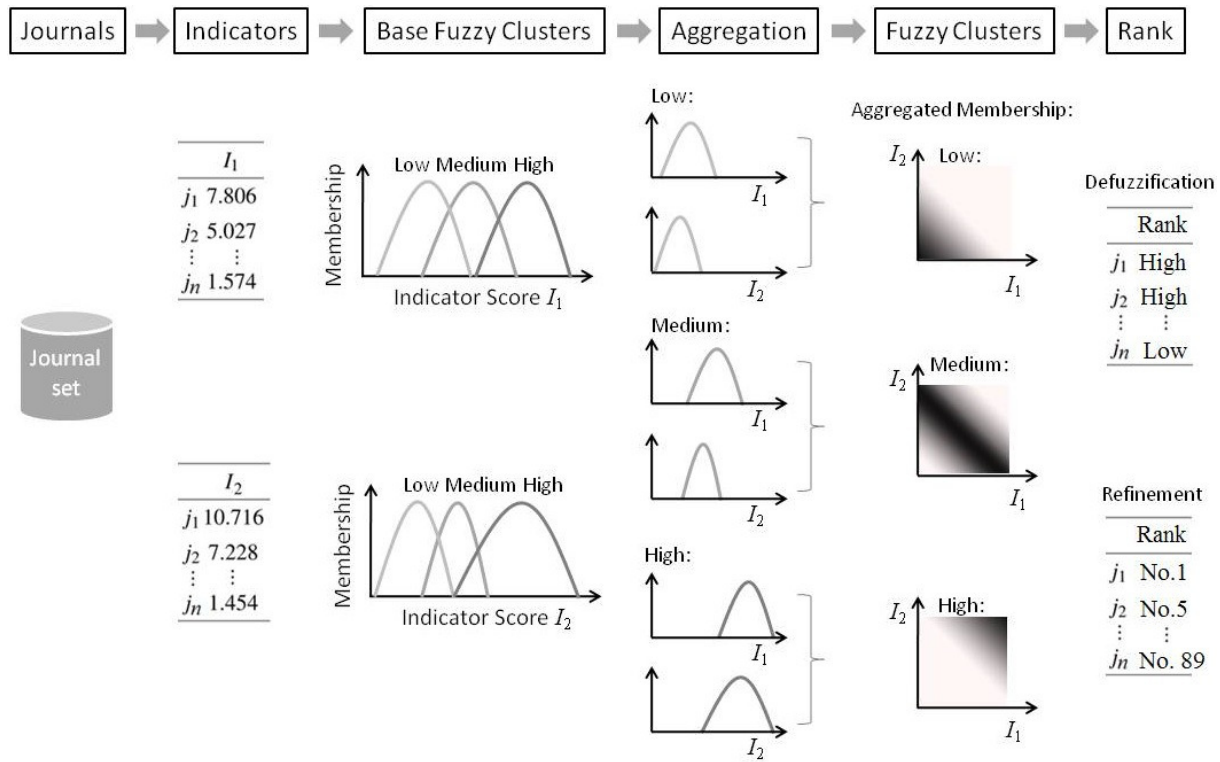 Journals
Indicators
Base Fuzzy Clusters
Aggregation
Fuzzy Clusters
Rank
Journal
set
I₁
j₁ 7.806
j₂ 5.027
⋮ ⋮
jₙ 1.574
I₂
j₁ 10.716
j₂ 7.228
⋮ ⋮
jₙ 1.454
Low Medium High
Membership
Indicator Score I₁
Low Medium High
Membership
Indicator Score I₂
Low:
I₁
I₂
Medium:
I₁
I₂
High:
I₁
I₂
Aggregated Membership:
I₂
Low:
I₁
I₂
Medium:
I₁
I₂
High:
I₁
Defuzzification
Rank
j₁ High
j₂ High
⋮ ⋮
jₙ Low
Refinement
Rank
j₁ No.1
j₂ No.5
⋮ ⋮
jₙ No. 89